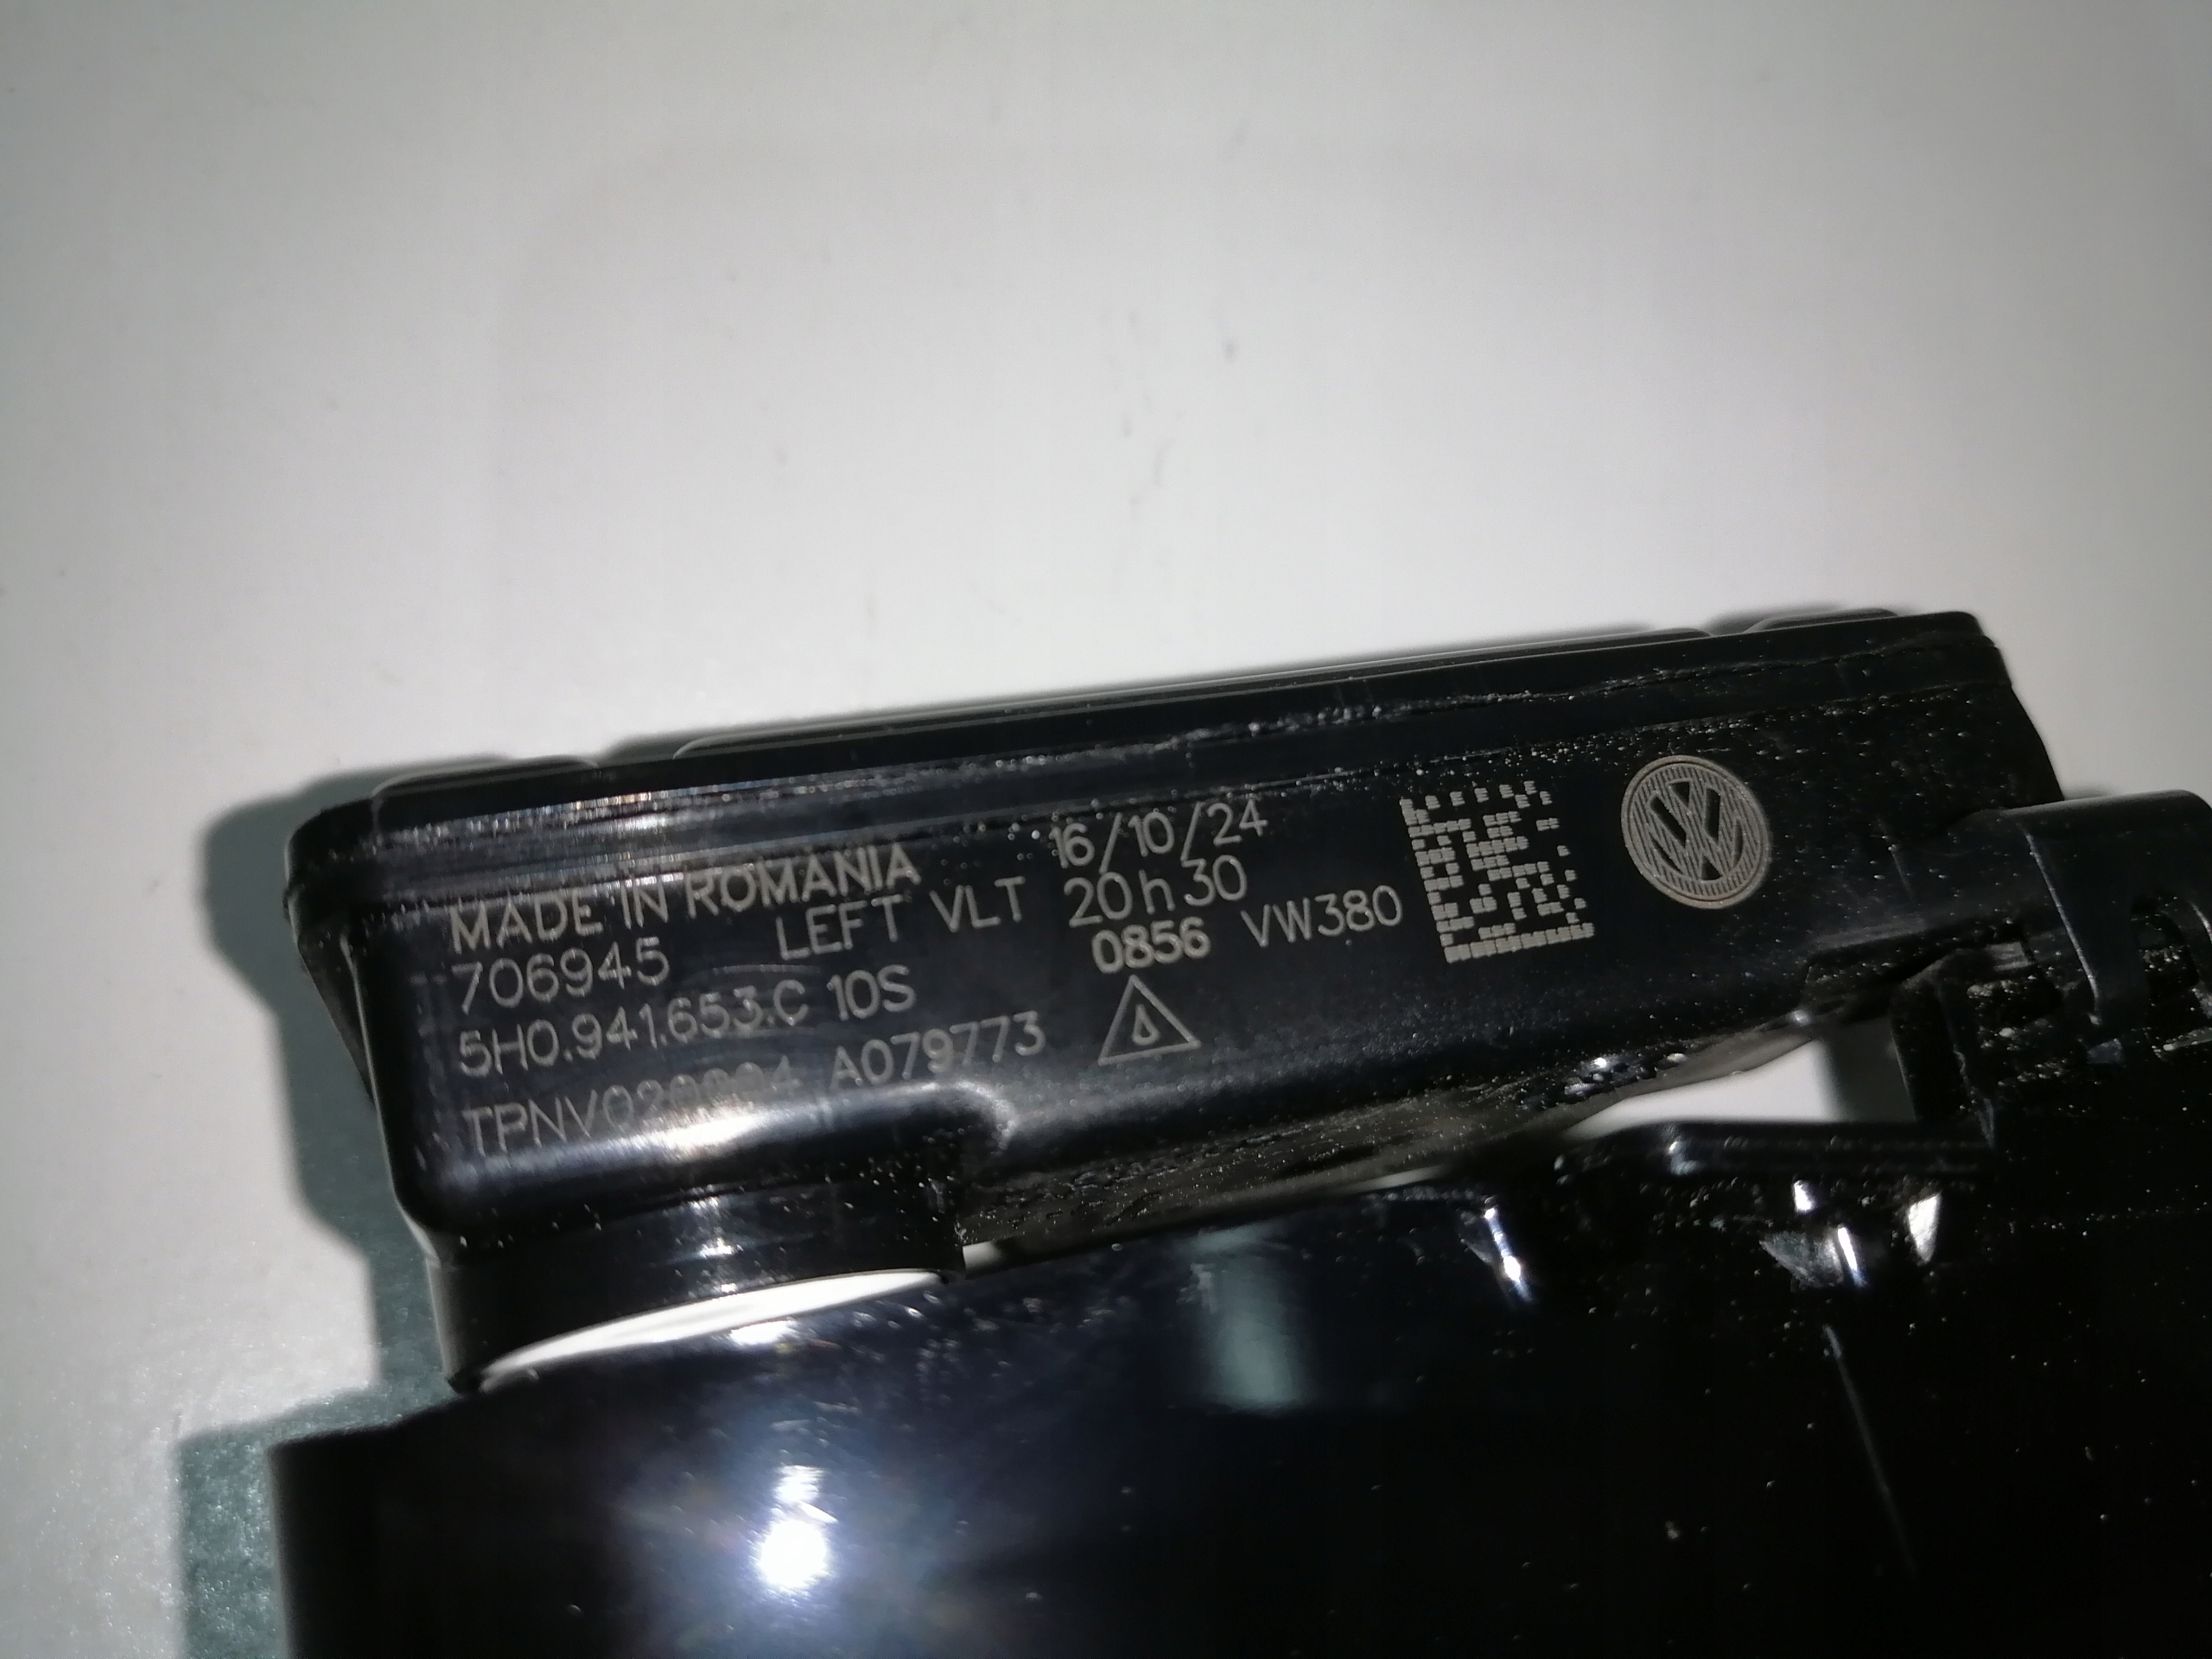 MADE IN ROMANIA 16/10/24
706945 LEFT VLT 20h30
5H0.941.653.C 10S 0856 VW380
A079773